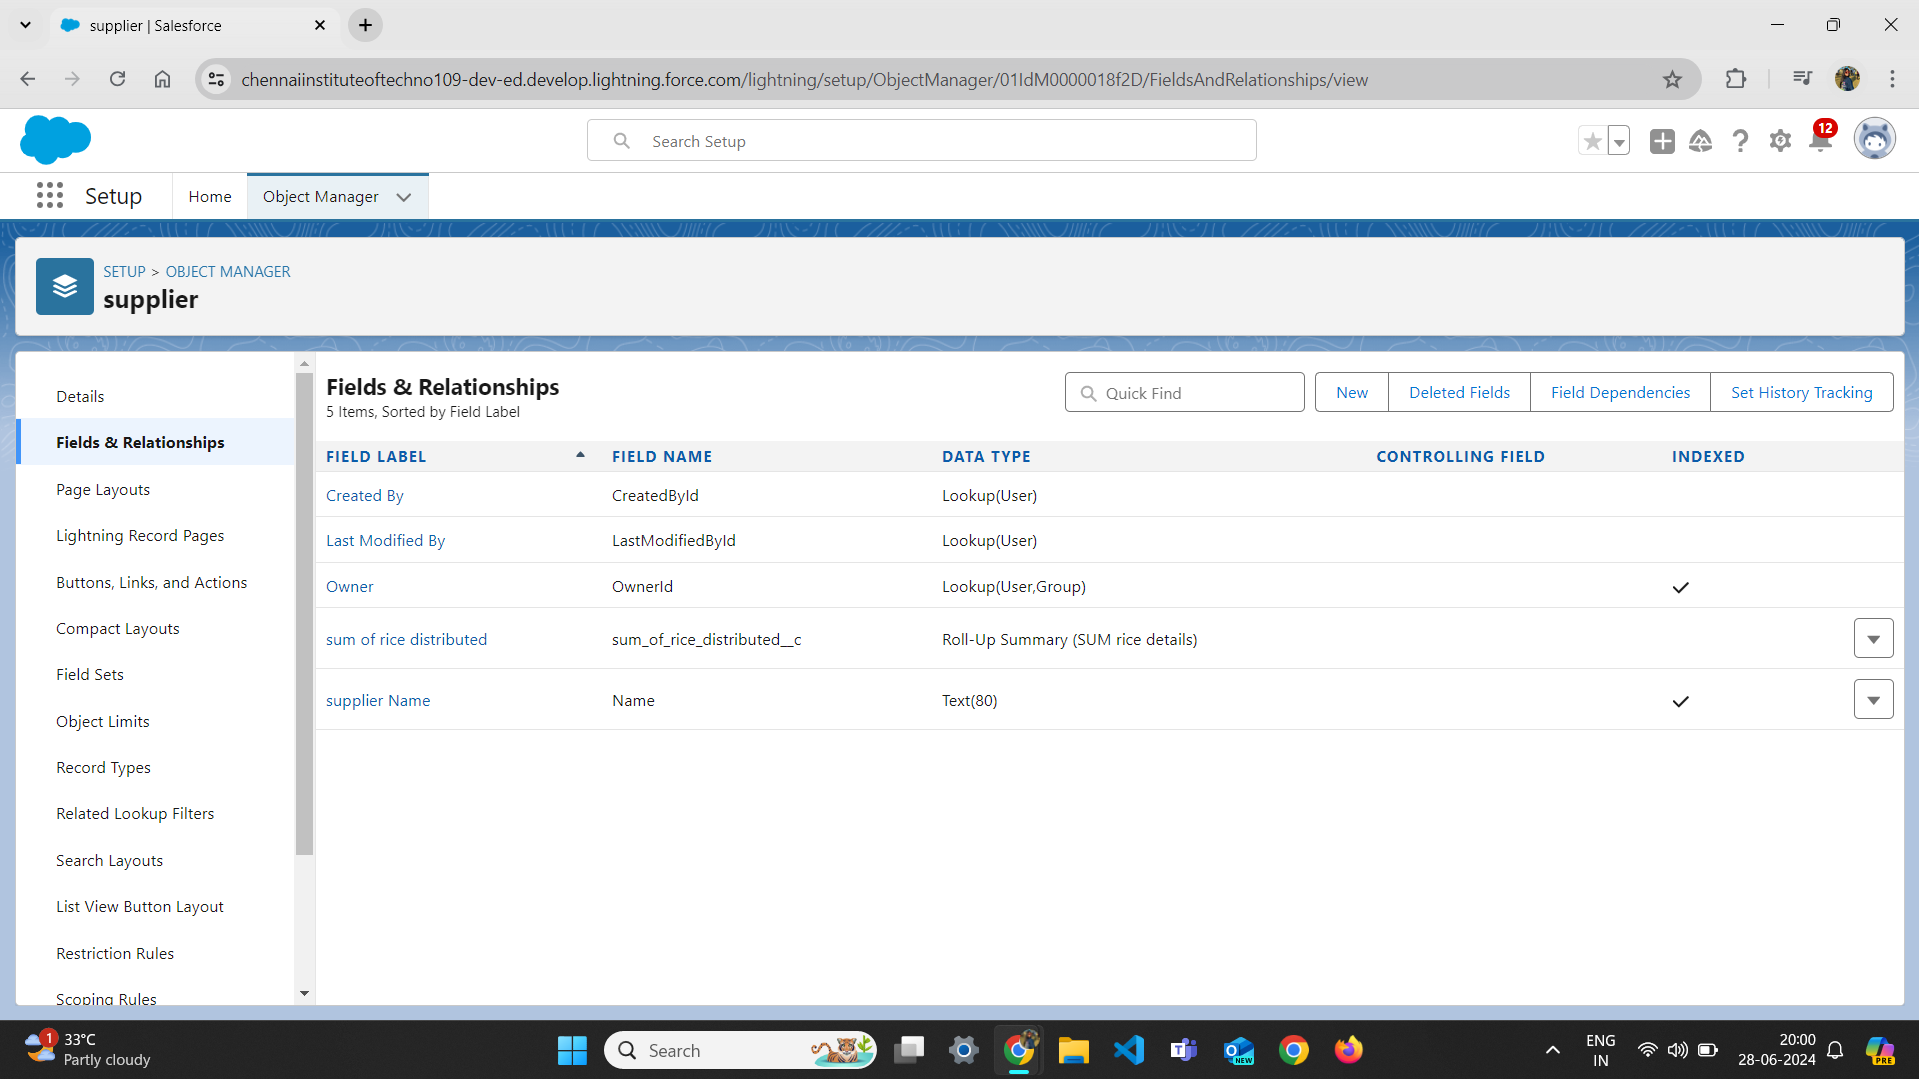 supplier | Salesforce
chennaiinstituteoftechno109-dev-ed.develop.lightning.force.com/lightning/setup/ObjectManager/01IdM0000018f2D/FieldsAndRelationships/view
Search Setup
12
Setup
Home
Object Manager
SETUP > OBJECT MANAGER
supplier
Details
Fields & Relationships
Page Layouts
Lightning Record Pages
Buttons, Links, and Actions
Compact Layouts
Field Sets
Object Limits
Record Types
Related Lookup Filters
Search Layouts
List View Button Layout
Restriction Rules
Scoping Rules
Fields & Relationships
5 Items, Sorted by Field Label
Quick Find
New
Deleted Fields
Field Dependencies
Set History Tracking
FIELD LABEL FIELD NAME DATA TYPE CONTROLLING FIELD INDEXED
Created By CreatedById Lookup(User)
Last Modified By LastModifiedById Lookup(User)
Owner OwnerId Lookup(User,Group)
sum of rice distributed sum_of_rice_distributed__c Roll-Up Summary (SUM rice details)
supplier Name Name Text(80)
1
33°C
Partly cloudy
Search
NEW
ENG
IN
20:00
28-06-2024
PRE